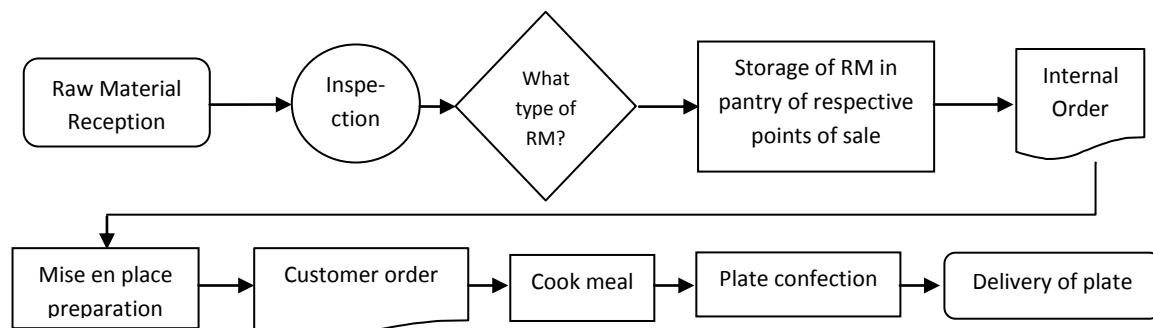 Raw Material
Reception
Inspe-
ction
What
type of
RM?
Storage of RM in
pantry of respective
points of sale
Internal
Order
Mise en place
preparation
Customer order
Cook meal
Plate confection
Delivery of plate